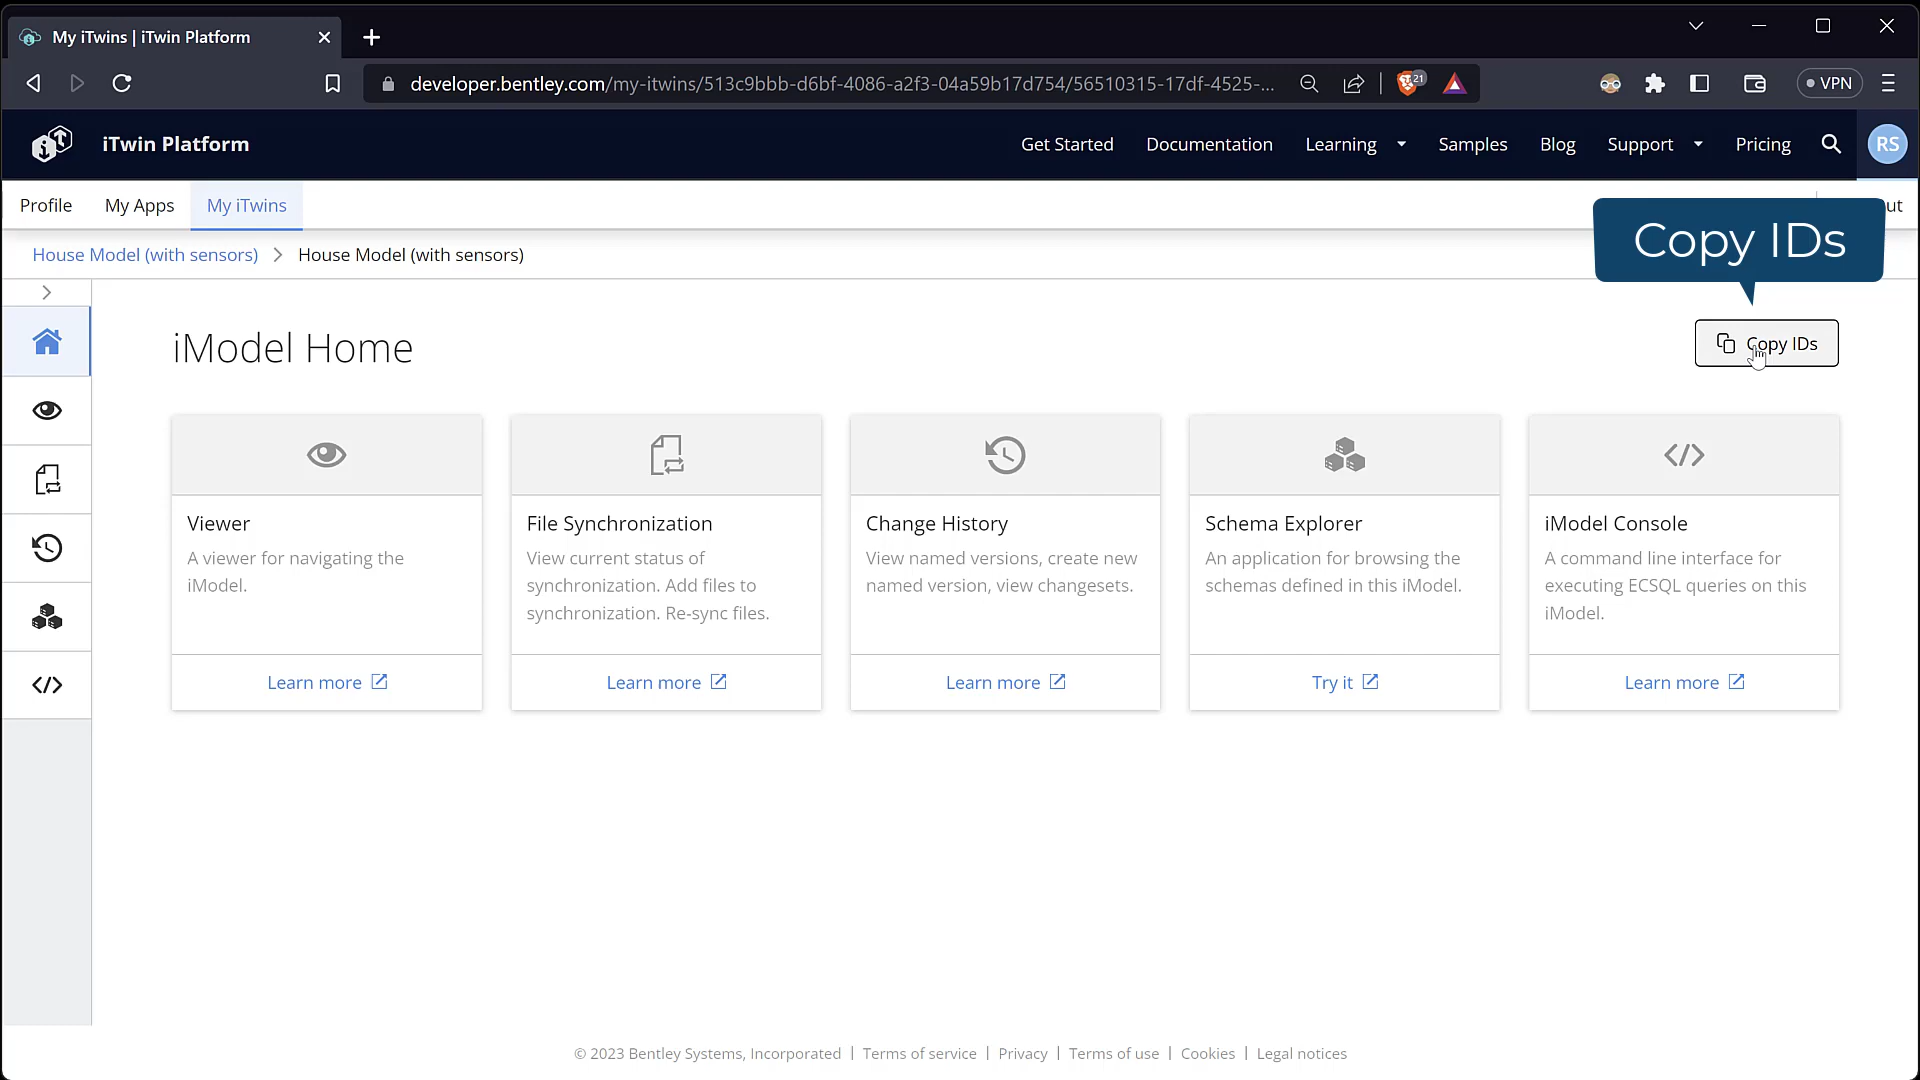 My iTwins | iTwin Platform
developer.bentley.com/my-itwins/513c9bbb-d6bf-4086-a2f3-04a59b17d754/56510315-17df-4525-...
21
VPN
iTwin Platform
Get Started
Documentation
Learning
Samples
Blog
Support
Pricing
RS
Profile
My Apps
My iTwins
ut
Copy IDs
House Model (with sensors)
House Model (with sensors)
iModel Home
Copy IDs
Viewer
A viewer for navigating the
iModel.
Learn more
File Synchronization
View current status of
synchronization. Add files to
synchronization. Re-sync files.
Learn more
Change History
View named versions, create new
named version, view changesets.
Learn more
Schema Explorer
An application for browsing the
schemas defined in this iModel.
Try it
iModel Console
A command line interface for
executing ECSQL queries on this
iModel.
Learn more
© 2023 Bentley Systems, Incorporated | Terms of service | Privacy | Terms of use | Cookies | Legal notices